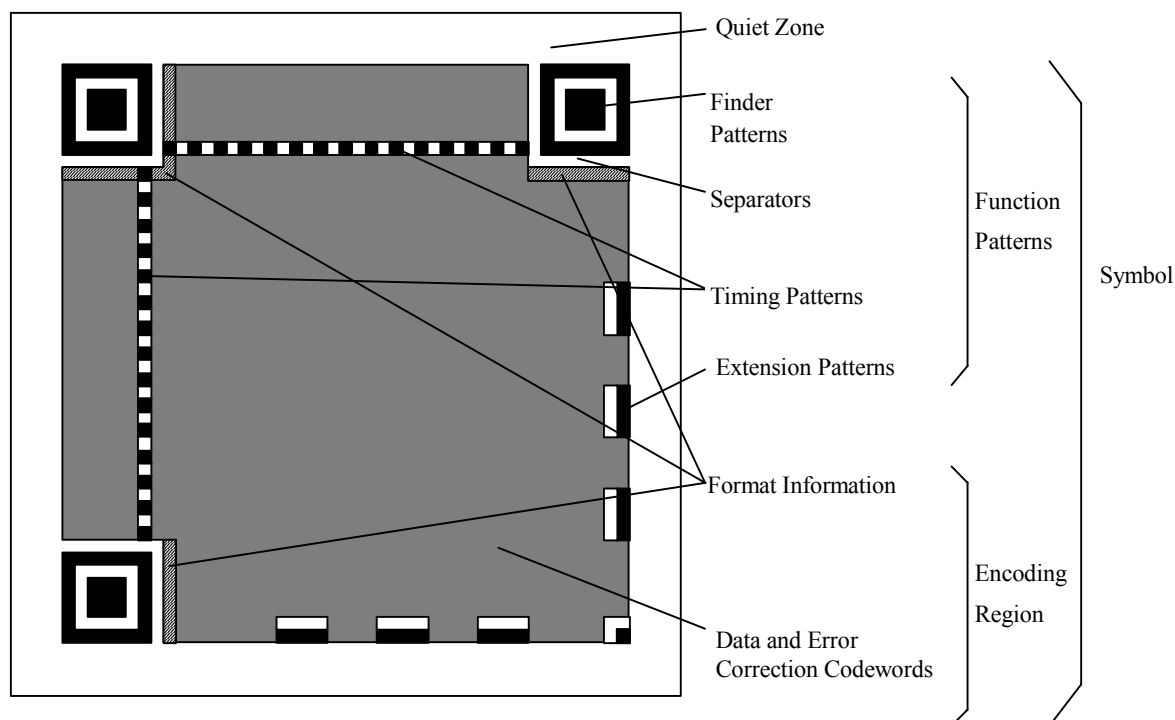 Quiet Zone
Finder
Patterns
Separators
Function
Patterns
Symbol
Timing Patterns
Extension Patterns
Format Information
Encoding
Region
Data and Error
Correction Codewords